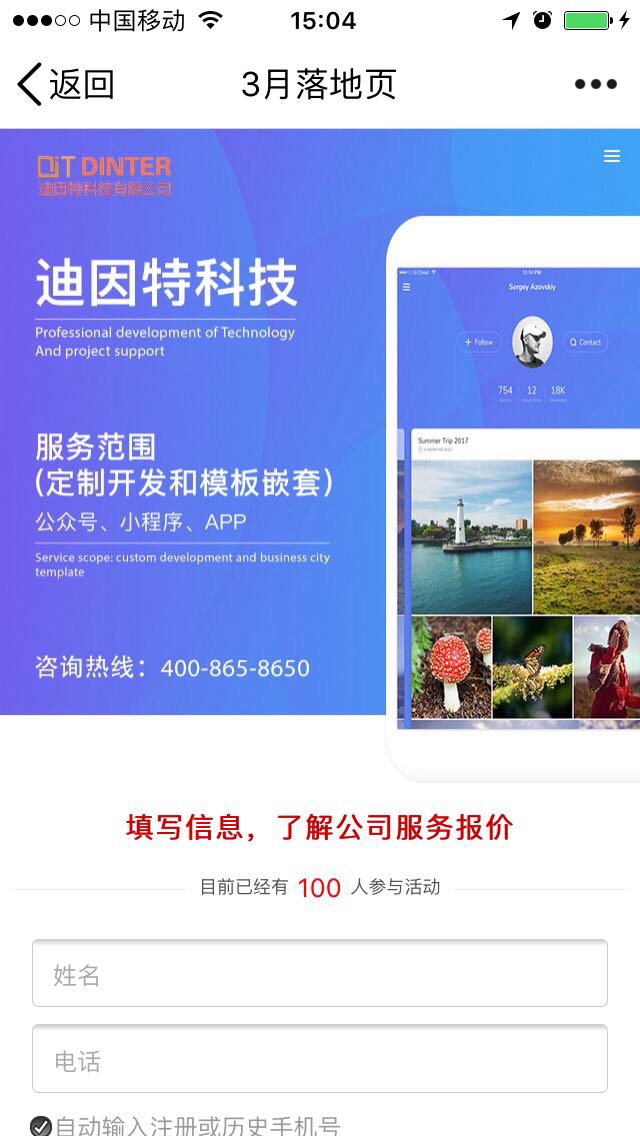 中国移动
15:04
返回
3月落地页
DIT DINTER
迪因特科技有限公司
迪因特科技
Professional development of Technology
And project support
服务范围
(定制开发和模板嵌套)
公众号、小程序、APP
Service scope: custom development and business city
template
咨询热线：400-865-8650
11:14 PM
Sergey Azovskiy
+ Follow
Contact
754
12
18K
Summer Trip 2017
3 MONTHS AGO
填写信息，了解公司服务报价
目前已经有 100 人参与活动
姓名
电话
自动输入注册或历史手机号